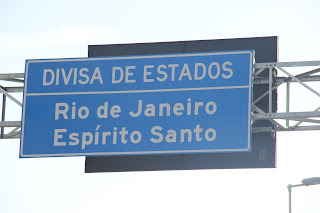 DIVISA DE ESTADOS
Rio de Janeiro
Espírito Santo